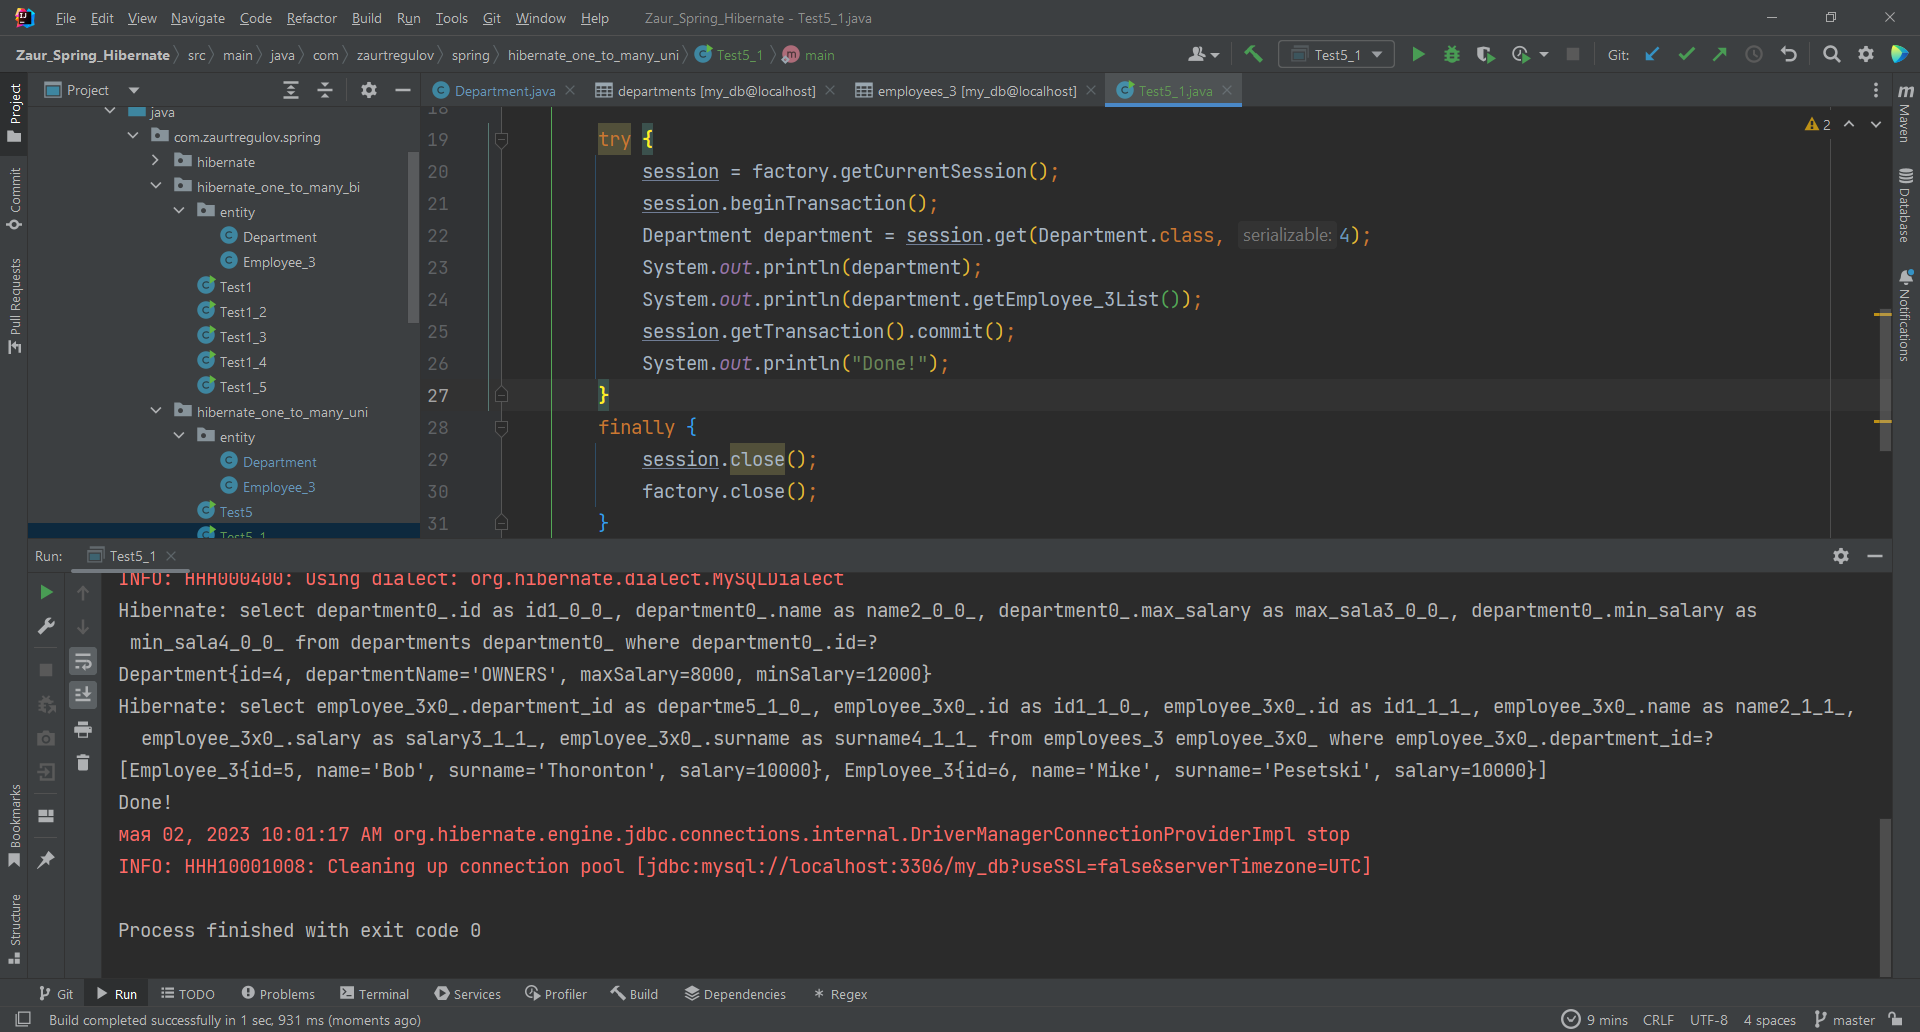 File Edit View Navigate Code Refactor Build Run Tools Git Window Help Zaur_Spring_Hibernate - Test5_1.java
Zaur_Spring_Hibernate src main java com zaurtregulov spring hibernate_one_to_many_uni Test5_1 main Test5_1 Git:
Project
Department.java departments [my_db@localhost] employees_3 [my_db@localhost] Test5_1.java
java
com.zaurtregulov.spring
hibernate
hibernate_one_to_many_bi
entity
Department
Employee_3
Test1
Test1_2
Test1_3
Test1_4
Test1_5
hibernate_one_to_many_uni
entity
Department
Employee_3
Test5
Test5_1
18
19 try {
20 session = factory.getCurrentSession();
21 session.beginTransaction();
22 Department department = session.get(Department.class, serializable: 4);
23 System.out.println(department);
24 System.out.println(department.getEmployee_3List());
25 session.getTransaction().commit();
26 System.out.println("Done!");
27 }
28 finally {
29 session.close();
30 factory.close();
31 }
2
Project
Commit
Pull Requests
Bookmarks
Structure
Maven
Database
Notifications
Run: Test5_1
INFO: HHH000400: Using dialect: org.hibernate.dialect.MySQLDialect
Hibernate: select department0_.id as id1_0_0_, department0_.name as name2_0_0_, department0_.max_salary as max_sala3_0_0_, department0_.min_salary as
min_sala4_0_0_ from departments department0_ where department0_.id=?
Department{id=4, departmentName='OWNERS', maxSalary=8000, minSalary=12000}
Hibernate: select employee_3x0_.department_id as departme5_1_0_, employee_3x0_.id as id1_1_0_, employee_3x0_.id as id1_1_1_, employee_3x0_.name as name2_1_1_,
employee_3x0_.salary as salary3_1_1_, employee_3x0_.surname as surname4_1_1_ from employees_3 employee_3x0_ where employee_3x0_.department_id=?
[Employee_3{id=5, name='Bob', surname='Thoronton', salary=10000}, Employee_3{id=6, name='Mike', surname='Pesetski', salary=10000}]
Done!
мая 02, 2023 10:01:17 AM org.hibernate.engine.jdbc.connections.internal.DriverManagerConnectionProviderImpl stop
INFO: HHH10001008: Cleaning up connection pool [jdbc:mysql://localhost:3306/my_db?useSSL=false&serverTimezone=UTC]
Process finished with exit code 0
Git Run TODO Problems Terminal Services Profiler Build Dependencies Regex
Build completed successfully in 1 sec, 931 ms (moments ago) 9 mins CRLF UTF-8 4 spaces master